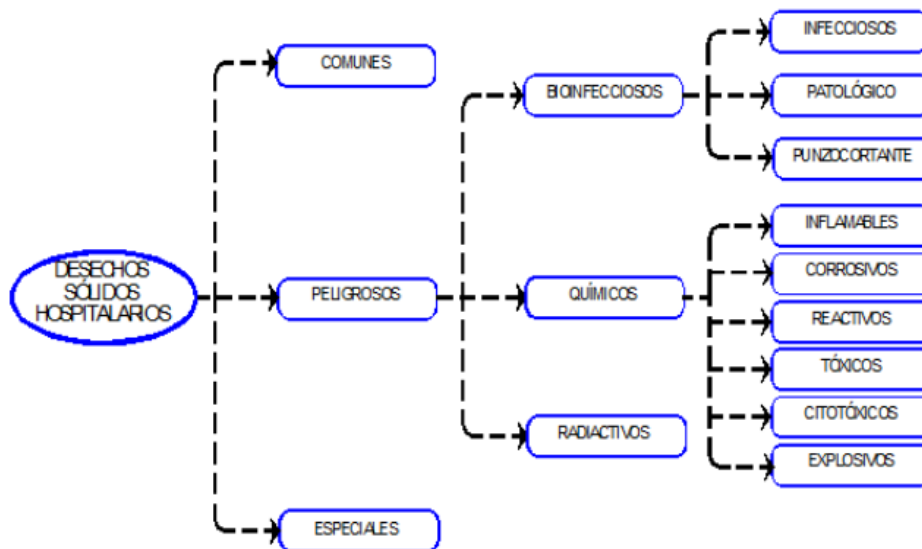 DESECHOS
SÓLIDOS
HOSPITALARIOS
COMUNES
PELIGROSOS
ESPECIALES
BIOINFECCIOSOS
QUÍMICOS
RADIACTIVOS
INFECCIOSOS
PATOLÓGICO
PUNZOCORTANTE
INFLAMABLES
CORROSIVOS
REACTIVOS
TÓXICOS
CITOTÓXICOS
EXPLOSIVOS